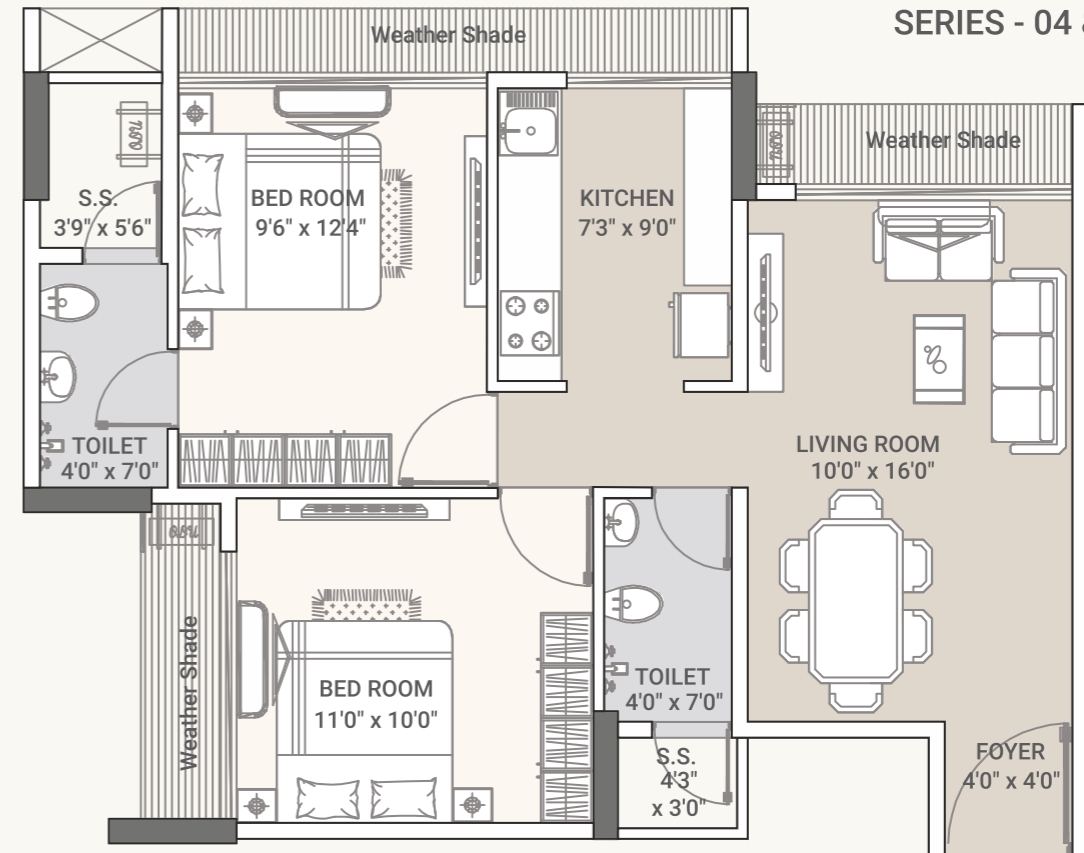 SERIES - 04 &
Weather Shade
Weather Shade
S.S.
3'9" x 5'6"
BED ROOM
9'6" x 12'4"
KITCHEN
7'3" x 9'0"
TOILET
4'0" x 7'0"
LIVING ROOM
10'0" x 16'0"
Weather Shade
BED ROOM
11'0" x 10'0"
TOILET
4'0" x 7'0"
S.S.
4'3"
x 3'0"
FOYER
4'0" x 4'0"